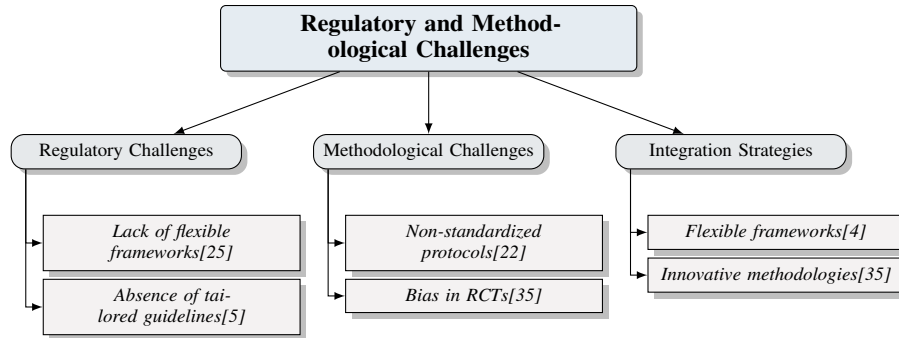 Regulatory and Method-
ological Challenges
Regulatory Challenges
Methodological Challenges
Integration Strategies
Lack of flexible
frameworks[25]
Absence of tai-
lored guidelines[5]
Non-standardized
protocols[22]
Bias in RCTs[35]
Flexible frameworks[4]
Innovative methodologies[35]